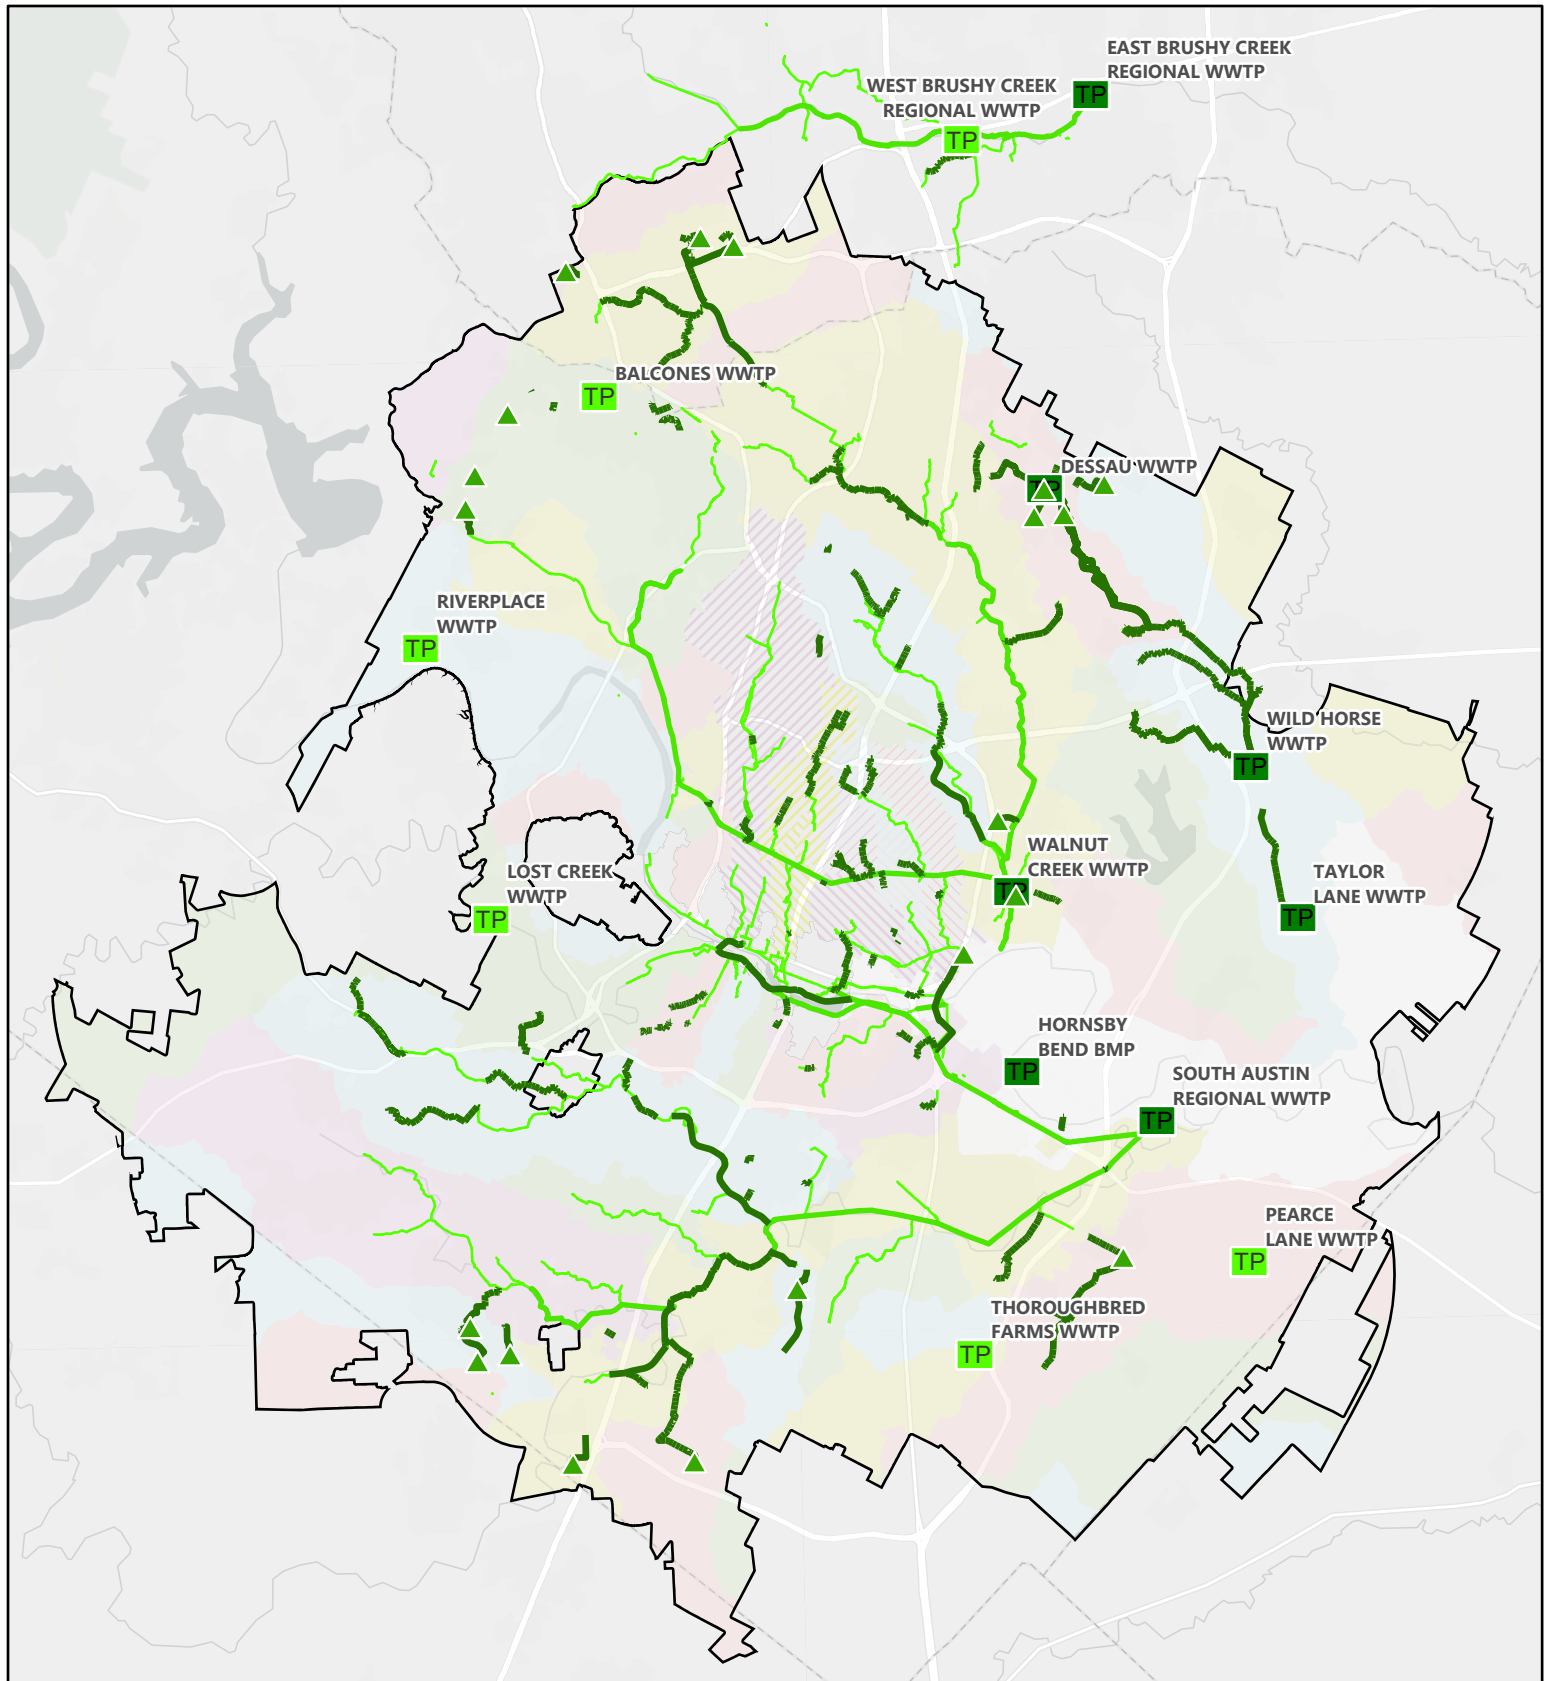 EAST BRUSHY CREEK
REGIONAL WWTP
TP
WEST BRUSHY CREEK
REGIONAL WWTP
TP
BALCONES WWTP
TP
DESSAU WWTP
TP
RIVERPLACE
WWTP
TP
WILD HORSE
WWTP
TP
WALNUT
CREEK WWTP
TP
TAYLOR
LANE WWTP
TP
LOST CREEK
WWTP
TP
HORNSBY
BEND BMP
TP
SOUTH AUSTIN
REGIONAL WWTP
TP
PEARCE
LANE WWTP
TP
THOROUGHBRED
FARMS WWTP
TP